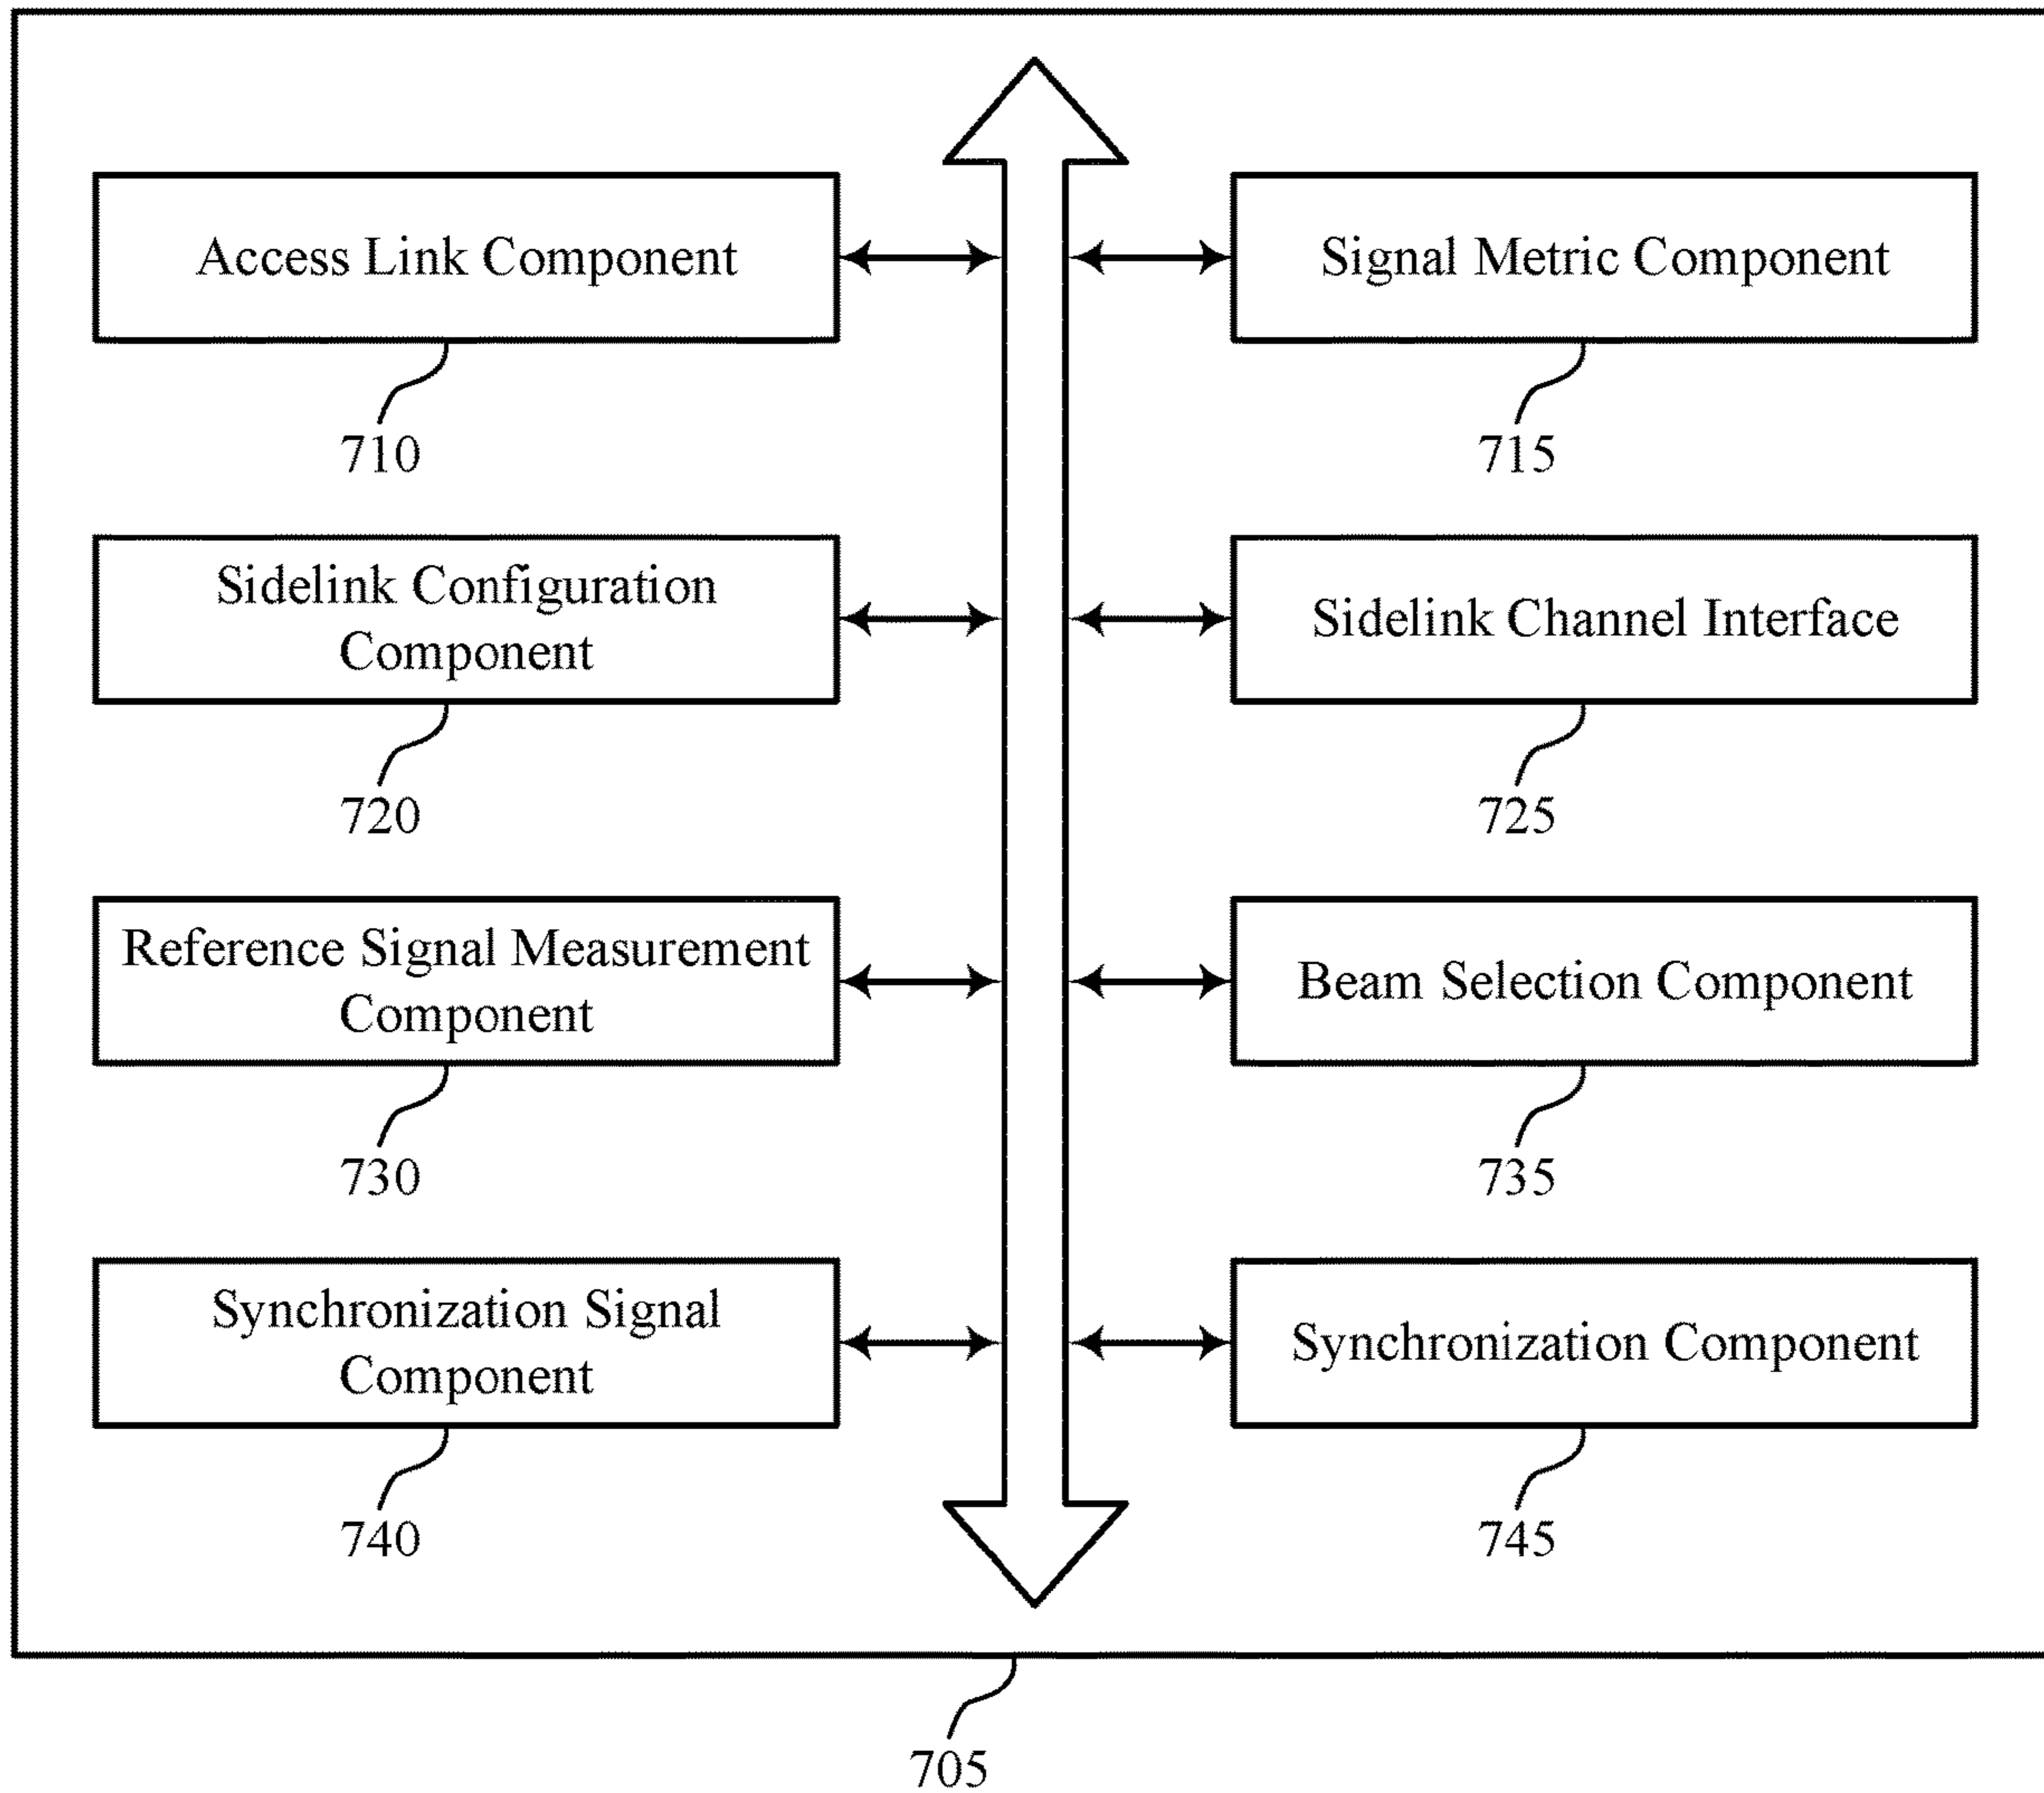 Access Link Component
Signal Metric Component
710
715
Sidelink Configuration
Component
Sidelink Channel Interface
720
725
Reference Signal Measurement
Component
Beam Selection Component
730
735
Synchronization Signal
Component
Synchronization Component
740
745
705